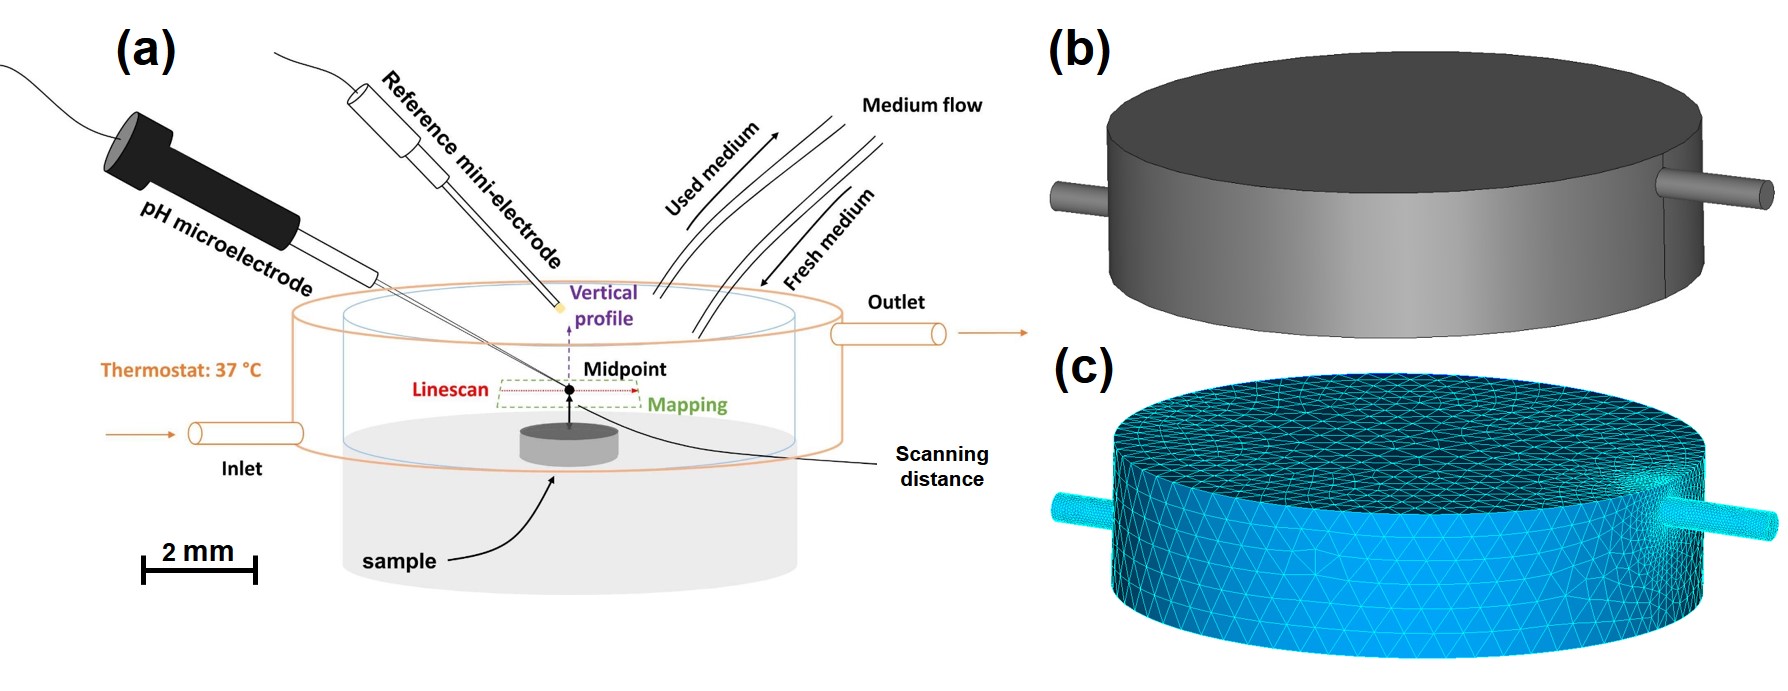 (a)
Reference mini-electrode
pH microelectrode
Medium flow
Used medium
Fresh medium
Vertical
profile
Outlet
Thermostat: 37 °C
Midpoint
Linescan
Mapping
Inlet
Scanning
distance
2 mm
sample
(b)
(c)